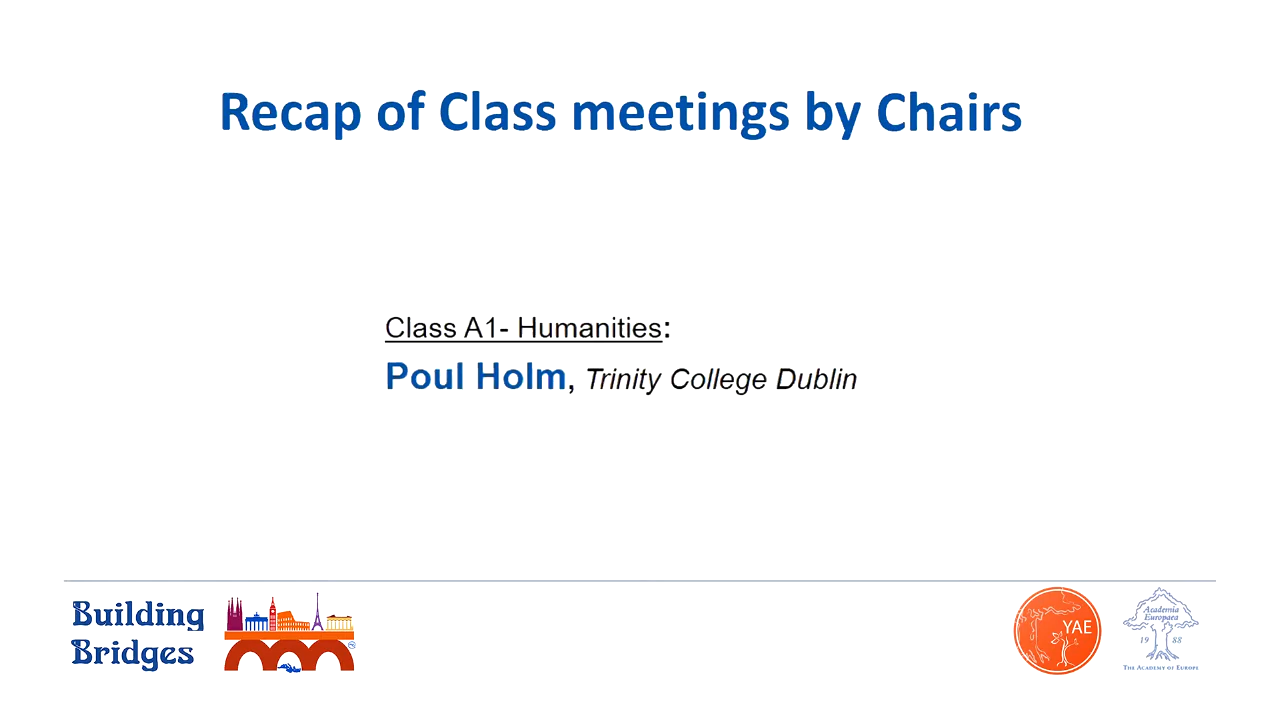 Recap of Class meetings by Chairs
Class A1- Humanities:
Poul Holm, Trinity College Dublin
Building
Bridges
YAE
Academia
Europaea
19 88
The Academy of Europe